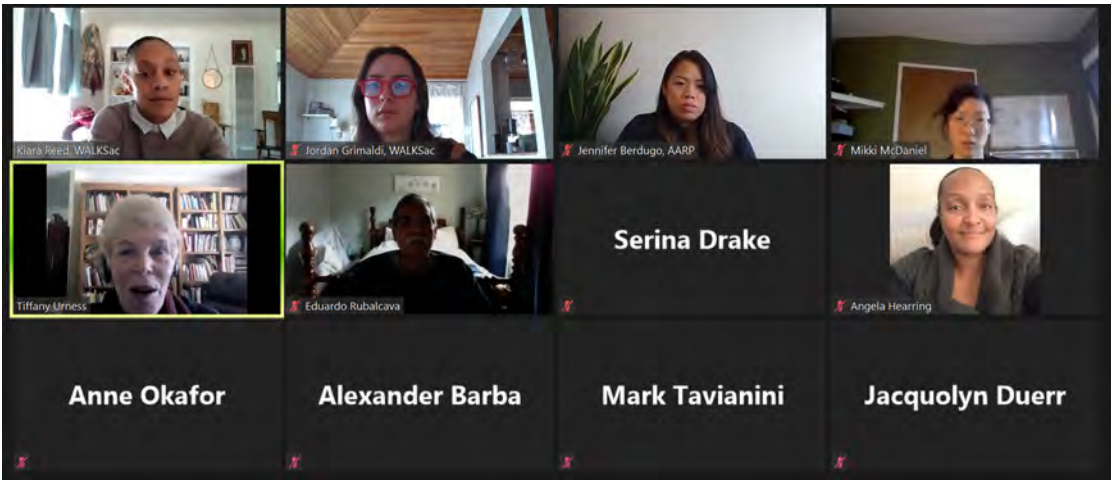 Kiara Reed, WALKSac
Jordan Grimaldi, WALKSac
Jennifer Berdugo, AARP
Mikki McDaniel
Tiffany Urness
Eduardo Rubalcava
Serina Drake
Angela Hearring
Anne Okafor
Alexander Barba
Mark Tavianini
Jacquolyn Duerr